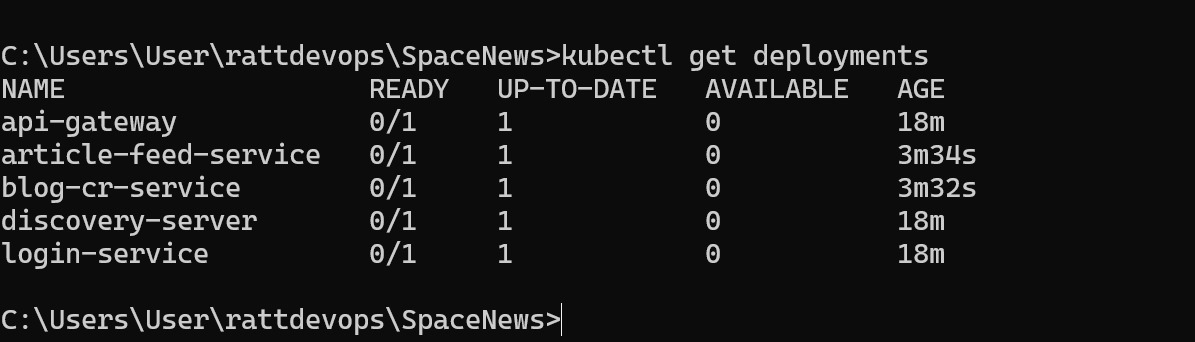 C:\Users\User\rattdevops\SpaceNews>kubectl get deployments
NAME                   READY   UP-TO-DATE   AVAILABLE   AGE
api-gateway            0/1     1            0           18m
article-feed-service   0/1     1            0           3m34s
blog-cr-service        0/1     1            0           3m32s
discovery-server       0/1     1            0           18m
login-service          0/1     1            0           18m
C:\Users\User\rattdevops\SpaceNews>